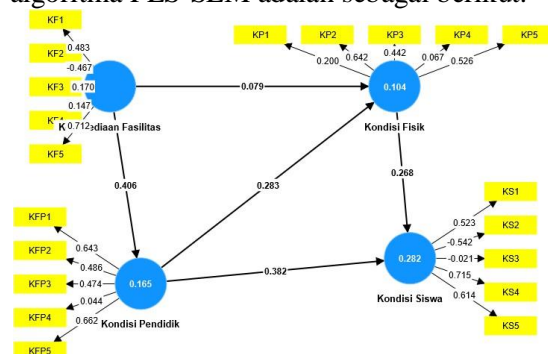 algoritma PLS-SEM adalah sebagai berikut:
KF1
KF2
KF3
KF5
0.483
-0.467
0.170
0.147
0.712
diaan Fasilitas
KP1
KP2
KP3
KP4
KP5
0.200
0.642
0.442
0.067
0.526
0.104
Kondisi Fisik
0.079
0.406
0.283
0.268
0.382
KFP1
KFP2
KFP3
KFP4
KFP5
0.643
0.486
0.474
0.044
0.662
0.165
Kondisi Pendidik
0.282
Kondisi Siswa
KS1
KS2
KS3
KS4
KS5
0.523
-0.542
-0.021
0.715
0.614